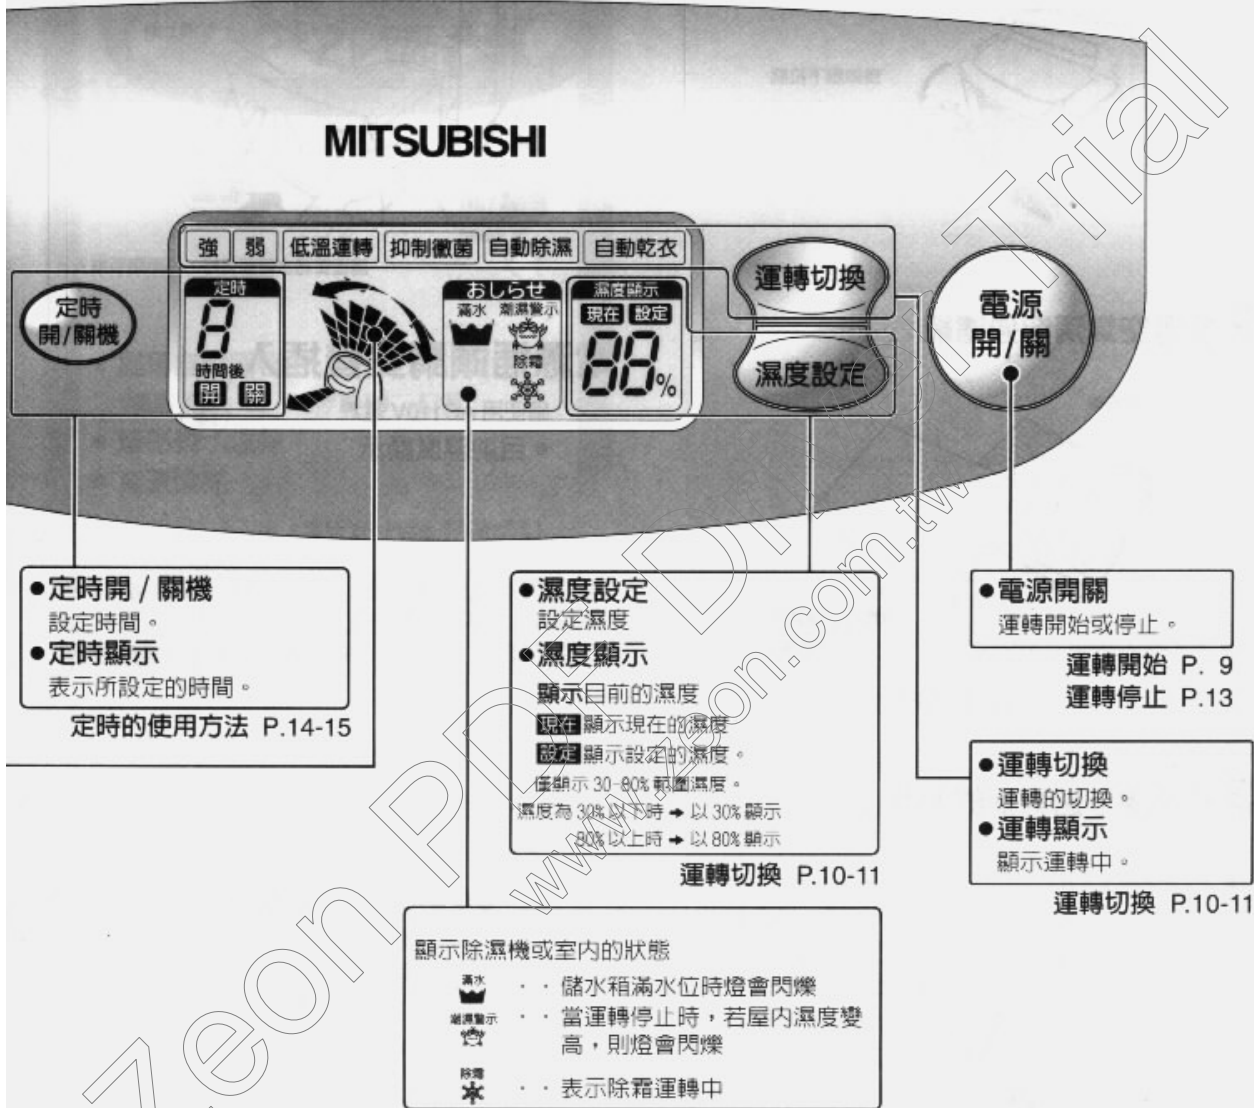 MITSUBISHI
強 弱 低溫運轉 抑制黴菌 自動除濕 自動乾衣
定時
開/關機
定時
8
時間後
開 關
おしらせ
滿水 潮濕警示
除霜
濕度顯示
現在 設定
88%
運轉切換
濕度設定
電源
開/關
●定時開 / 關機
設定時間。
●定時顯示
表示所設定的時間。
定時的使用方法 P.14-15
●濕度設定
設定濕度
●濕度顯示
顯示目前的濕度
現在 顯示現在的濕度
設定 顯示設定的濕度。
僅顯示 30-80% 範圍濕度。
濕度為 30% 以下時 ➜ 以 30% 顯示
80% 以上時 ➜ 以 80% 顯示
運轉切換 P.10-11
●電源開關
運轉開始或停止。
運轉開始 P. 9
運轉停止 P.13
●運轉切換
運轉的切換。
●運轉顯示
顯示運轉中。
運轉切換 P.10-11
顯示除濕機或室内的狀態
滿水 ‧‧ 儲水箱滿水位時燈會閃爍
潮濕警示 ‧‧ 當運轉停止時，若屋内濕度變
高，則燈會閃爍
除霜 ‧‧ 表示除霜運轉中
Zeon PDF Driver Trial
www.zeon.com.tw